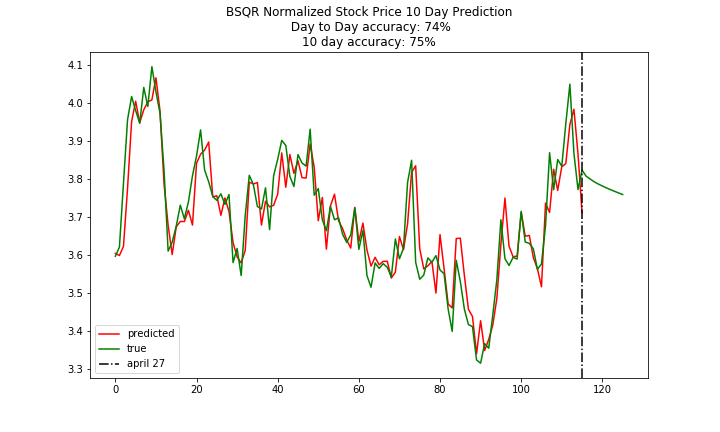 BSQR Normalized Stock Price 10 Day Prediction
Day to Day accuracy: 74%
10 day accuracy: 75%
4.1
4.0
3.9
3.8
3.7
3.6
3.5
3.4
3.3
predicted
true
april 27
0 20 40 60 80 100 120